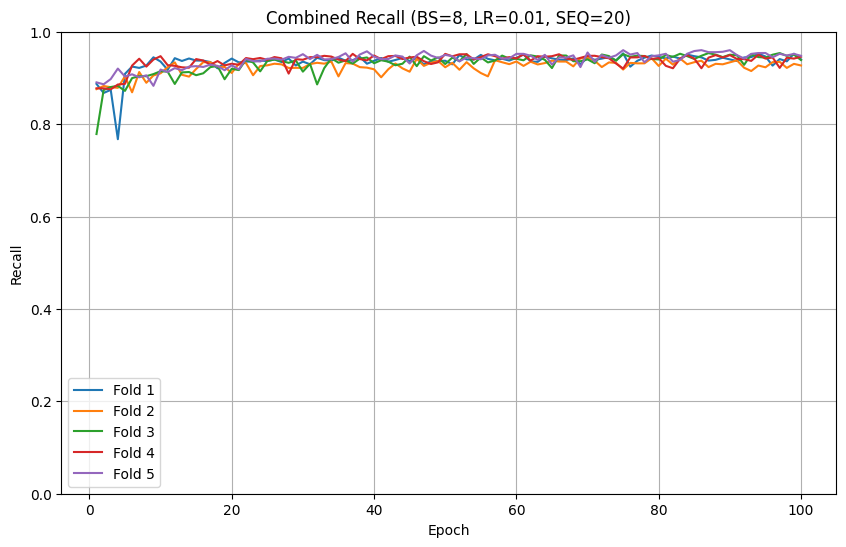 Combined Recall (BS=8, LR=0.01, SEQ=20)
1.0
0.8
0.6
0.4
0.2
0.0
Recall
Fold 1
Fold 2
Fold 3
Fold 4
Fold 5
0 20 40 60 80 100
Epoch